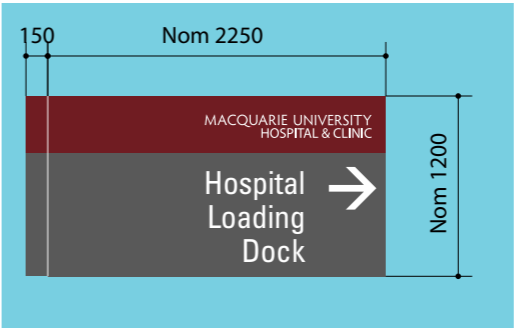 150
Nom 2250
MACQUARIE UNIVERSITY
HOSPITAL & CLINIC
Hospital
Loading
Dock
Nom 1200